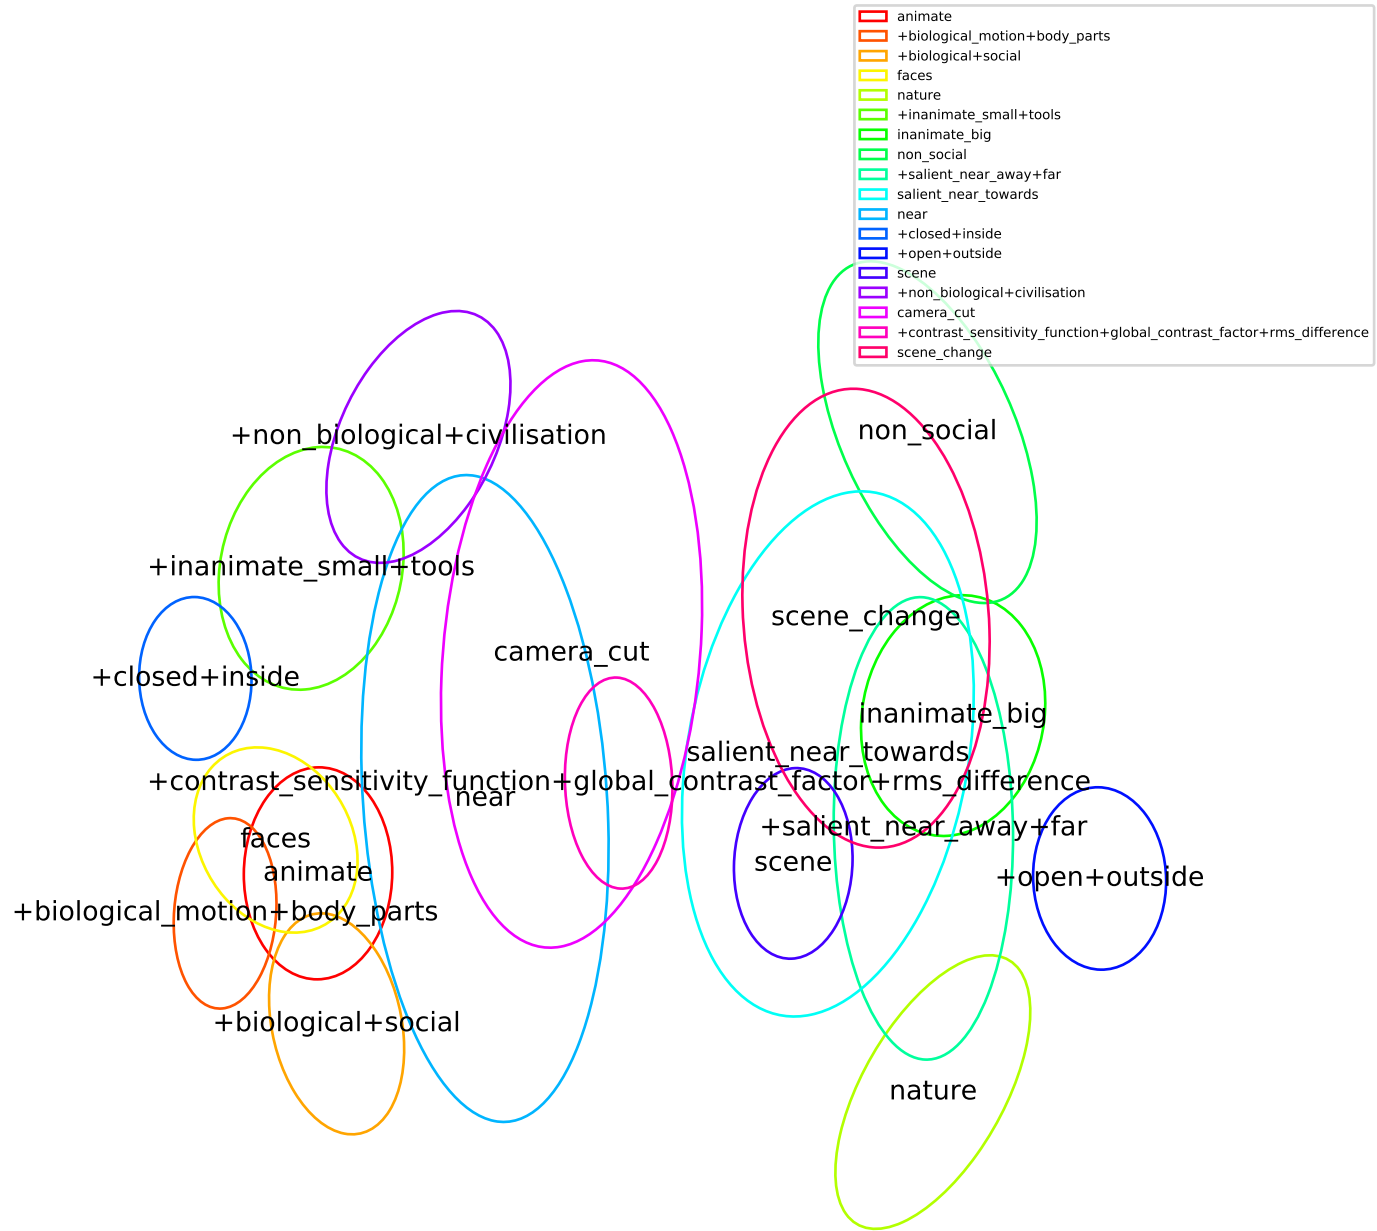 animate
+biological_motion+body_parts
+biological+social
faces
nature
+inanimate_small+tools
inanimate_big
non_social
+salient_near_away+far
salient_near_towards
near
+closed+inside
+open+outside
scene
+non_biological+civilisation
camera_cut
+contrast_sensitivity_function+global_contrast_factor+rms_difference
scene_change
non_social
+non_biological+civilisation
+inanimate_small+tools
scene_change
camera_cut
+closed+inside
inanimate_big
salient_near_towards
+contrast_sensitivity_function+global_contrast_factor+rms_difference
near
+salient_near_away+far
faces
scene
animate
+open+outside
+biological_motion+body_parts
+biological+social
nature